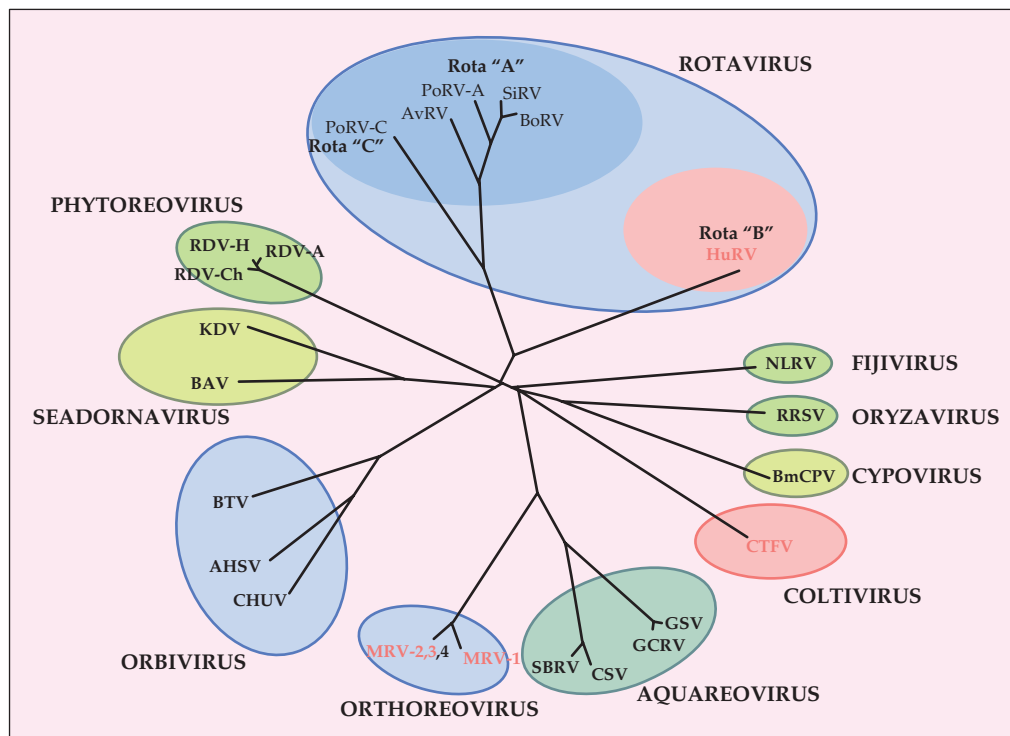 ROTAVIRUS
Rota “A”
PoRV-A
SiRV
AvRV
BoRV
PoRV-C
Rota “C”
PHYTOREOVIRUS
Rota “B”
RDV-H
RDV-A
HuRV
RDV-Ch
KDV
NLRV
FIJIVIRUS
BAV
SEADORNAVIRUS
RRSV
ORYZAVIRUS
BmCPV
CYPOVIRUS
BTV
CTFV
AHSV
COLTIVIRUS
CHUV
GSV
GCRV
ORBIVIRUS
MRV-2,3,4
MRV-1
SBRV
CSV
ORTHOREOVIRUS
AQUAREOVIRUS